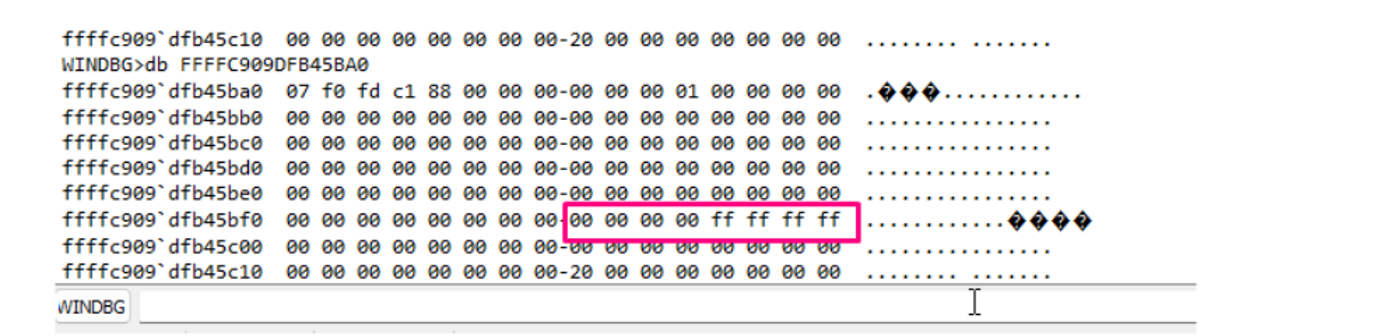 ffffc909`dfb45c10  00 00 00 00 00 00 00 00-20 00 00 00 00 00 00 00  ........ .......
WINDBG>db FFFFC909DFB45BA0
ffffc909`dfb45ba0  07 f0 fd c1 88 00 00 00-00 00 00 01 00 00 00 00  .���............
ffffc909`dfb45bb0  00 00 00 00 00 00 00 00-00 00 00 00 00 00 00 00  ................
ffffc909`dfb45bc0  00 00 00 00 00 00 00 00-00 00 00 00 00 00 00 00  ................
ffffc909`dfb45bd0  00 00 00 00 00 00 00 00-00 00 00 00 00 00 00 00  ................
ffffc909`dfb45be0  00 00 00 00 00 00 00 00-00 00 00 00 00 00 00 00  ................
ffffc909`dfb45bf0  00 00 00 00 00 00 00 00-00 00 00 00 ff ff ff ff  ............����
ffffc909`dfb45c00  00 00 00 00 00 00 00 00-00 00 00 00 00 00 00 00  ................
ffffc909`dfb45c10  00 00 00 00 00 00 00 00-20 00 00 00 00 00 00 00  ........ .......
WINDBG